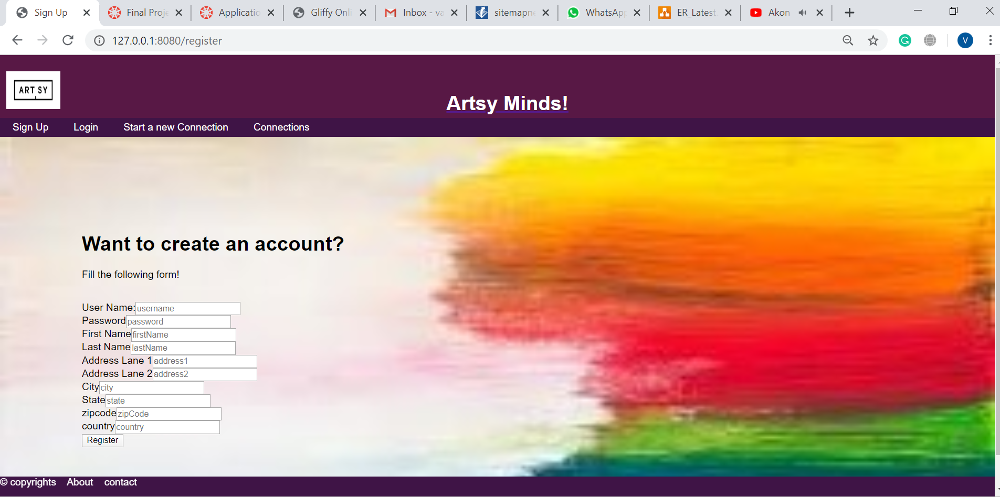 Sign Up
Final Proje
Applicatio
Gliffy Onli
Inbox - va
sitemapne
WhatsApp
ER_Latest.
Akon
127.0.0.1:8080/register
V
ART SY
Artsy Minds!
Sign Up Login Start a new Connection Connections
Want to create an account?
Fill the following form!
User Name: username
Password password
First Name firstName
Last Name lastName
Address Lane 1 address1
Address Lane 2 address2
City city
State state
zipcode zipCode
country country
Register
© copyrights About contact